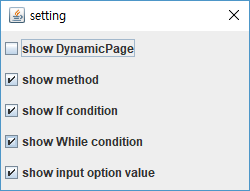 setting
show DynamicPage
show method
show If condition
show While condition
show input option value